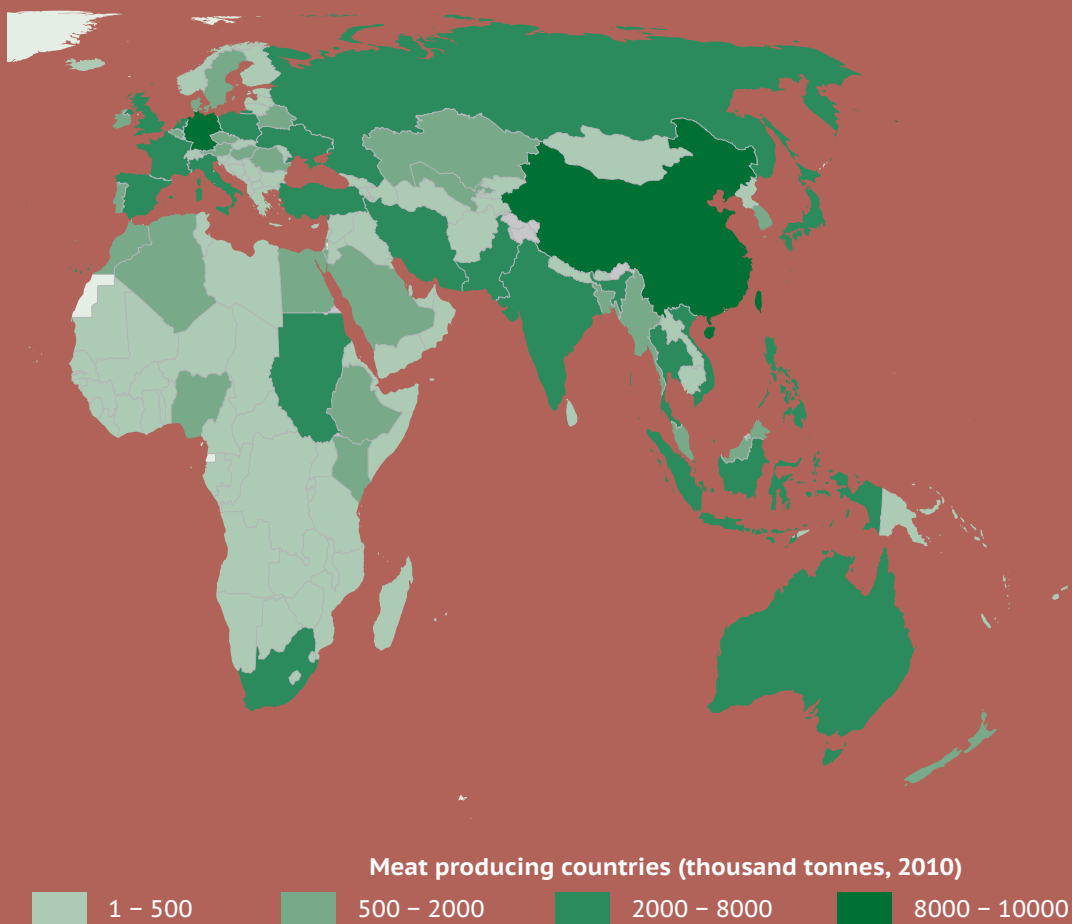 Meat producing countries (thousand tonnes, 2010)
1 – 500 500 – 2000 2000 – 8000 8000 – 10000